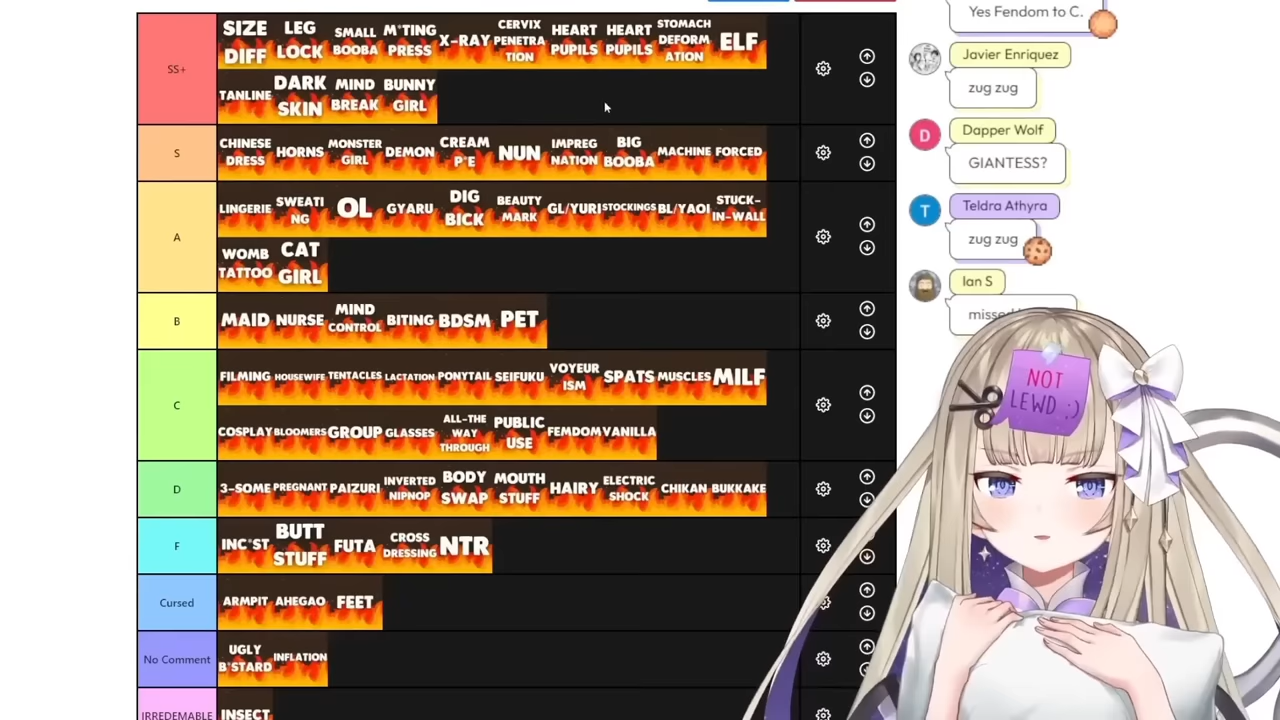 SS+
SIZE DIFF
LEG LOCK
SMALL BOOBA
M*TING PRESS
X-RAY
CERVIX PENETRA TION
HEART PUPILS
HEART PUPILS
STOMACH DEFORM ATION
ELF
TANLINE
DARK SKIN
MIND BREAK
BUNNY GIRL
S
CHINESE DRESS
HORNS
MONSTER GIRL
DEMON
CREAM P*E
NUN
IMPREG NATION
BIG BOOBA
MACHINE
FORCED
A
LINGERIE
SWEATI NG
OL
GYARU
DIG BICK
BEAUTY MARK
GL/YURI
STOCKINGS
BL/YAOI
STUCK-IN-WALL
WOMB TATTOO
CAT GIRL
B
MAID
NURSE
MIND CONTROL
BITING
BDSM
PET
C
FILMING
HOUSEWIFE
TENTACLES
LACTATION
PONYTAIL
SEIFUKU
VOYEUR ISM
SPATS
MUSCLES
MILF
COSPLAY
BLOOMERS
GROUP
GLASSES
ALL-THE WAY THROUGH
PUBLIC USE
FEMDOM
VANILLA
D
3-SOME
PREGNANT
PAIZURI
INVERTED NIPNOP
BODY SWAP
MOUTH STUFF
HAIRY
ELECTRIC SHOCK
CHIKAN
BUKKAKE
F
INC*ST
BUTT STUFF
FUTA
CROSS DRESSING
NTR
Cursed
ARMPIT
AHEGAO
FEET
No Comment
UGLY B*STARD
INFLATION
IRREDEMABLE
INSECT
Yes Fendom to C.
Javier Enriquez
zug zug
D
Dapper Wolf
GIANTESS?
T
Teldra Athyra
zug zug
Ian S
NOT
LEWD :)